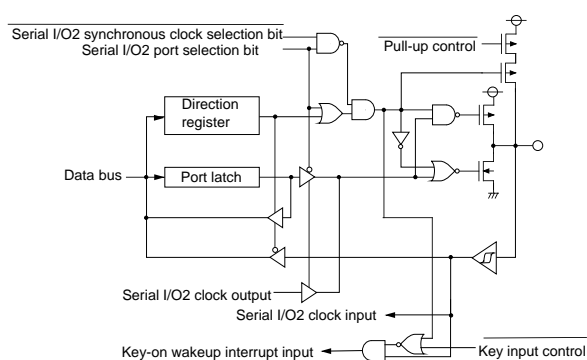 Serial I/O2 synchronous clock selection bit
Serial I/O2 port selection bit
Pull-up control
Direction
register
Data bus
Port latch
Serial I/O2 clock output
Serial I/O2 clock input
Key-on wakeup interrupt input
Key input control